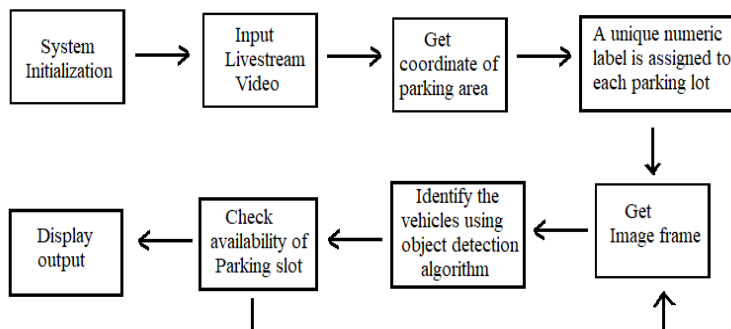 System
Initialization
Input
Livestream
Video
Get
coordinate of
parking area
A unique numeric
label is assigned to
each parking lot
Get
Image frame
Identify the
vehicles using
object detection
algorithm
Check
availability of
Parking slot
Display
output